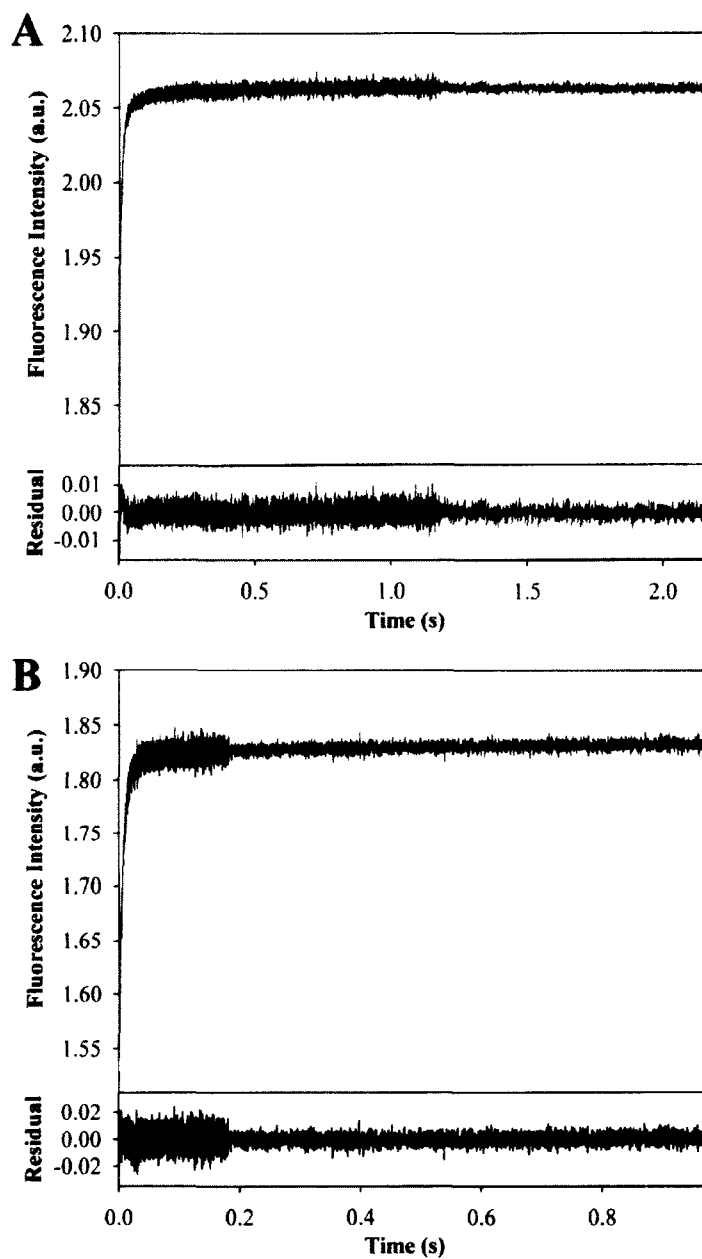 A
Fluorescence Intensity (a.u.)
2.10
2.05
2.00
1.95
1.90
1.85
Residual
0.01
0.00
-0.01
0.0 0.5 1.0 1.5 2.0
Time (s)
B
Fluorescence Intensity (a.u.)
1.90
1.85
1.80
1.75
1.70
1.65
1.60
1.55
Residual
0.02
0.00
-0.02
0.0 0.2 0.4 0.6 0.8
Time (s)